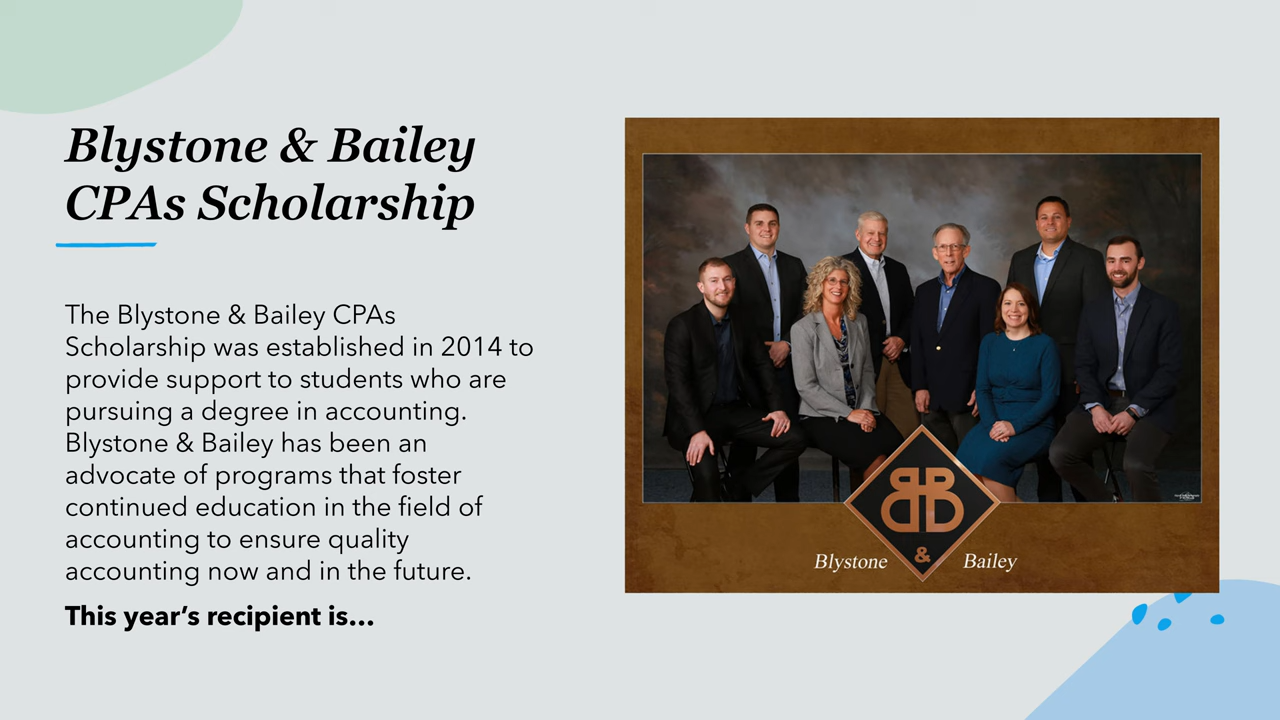 Blystone & Bailey
CPAs Scholarship
The Blystone & Bailey CPAs
Scholarship was established in 2014 to
provide support to students who are
pursuing a degree in accounting.
Blystone & Bailey has been an
advocate of programs that foster
continued education in the field of
accounting to ensure quality
accounting now and in the future.
This year’s recipient is...
BB
&
Blystone
Bailey